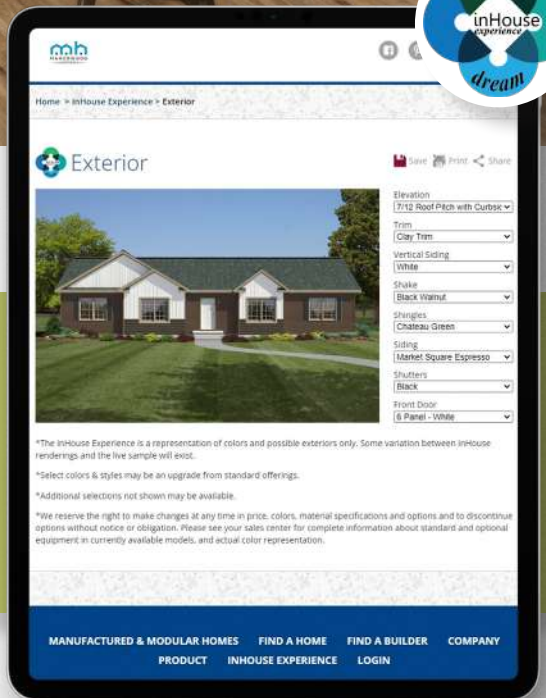 inHouse
experience
dream
mh
MANORWOOD
Home > InHouse Experience > Exterior
Exterior
Save Print Share
Elevation
7/12 Roof Pitch with Curbsic
Trim
Clay Trim
Vertical Siding
White
Shake
Black Walnut
Shingles
Chateau Green
Siding
Market Square Espresso
Shutters
Black
Front Door
6 Panel - White
*The InHouse Experience is a representation of colors and possible exteriors only. Some variation between InHouse
renderings and the live sample will exist.
*Select colors & styles may be an upgrade from standard offerings.
*Additional selections not shown may be available.
*We reserve the right to make changes at any time in price, colors, material specifications and options and to discontinue
options without notice or obligation. Please see your sales center for complete information about standard and optional
equipment in currently available models, and actual color representation.
MANUFACTURED & MODULAR HOMES FIND A HOME FIND A BUILDER COMPANY
PRODUCT INHOUSE EXPERIENCE LOGIN